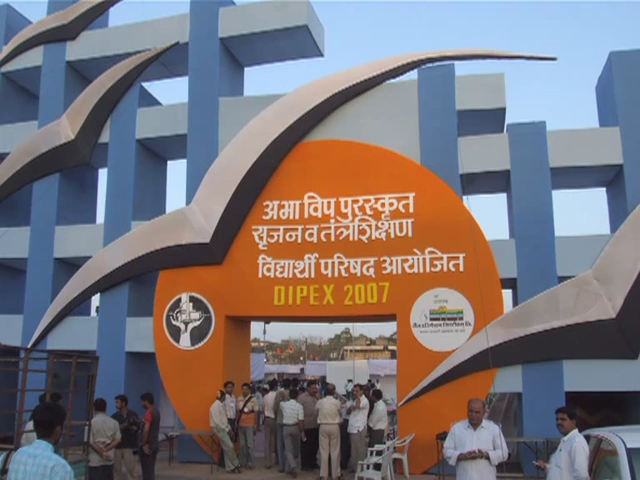 अभाविप पुरस्कृत
सृजन व तंत्रशिक्षण
विद्यार्थी परिषद आयोजित
DIPEX 2007